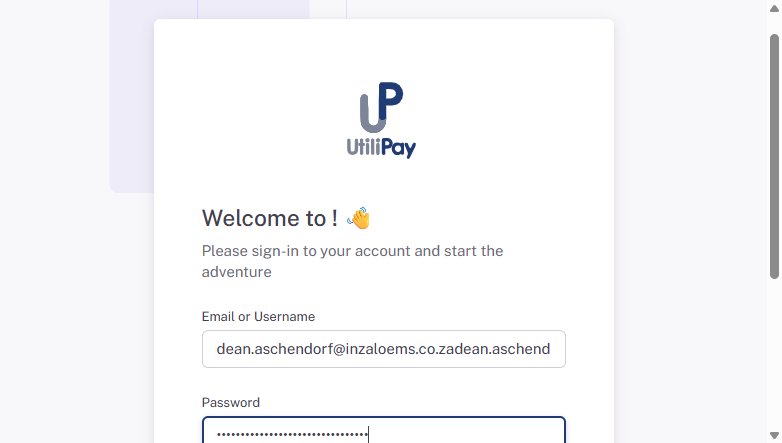 UP
UtiliPay
Welcome to ! 👋
Please sign-in to your account and start the
adventure
Email or Username
dean.aschendorf@inzaloems.co.zadean.aschend
Password
••••••••••••••••••••••••••••••••